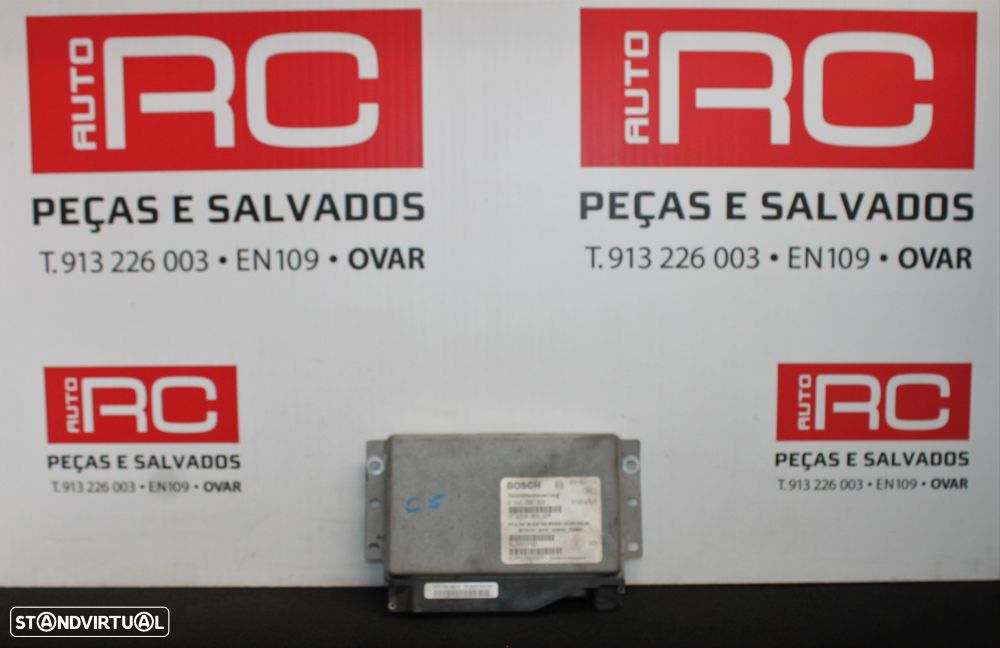 AUTO RC
PEÇAS E SALVADOS
T. 913 226 003 • EN109 • OVAR
AUTO RC
PEÇAS E SALVADOS
T. 913 226 003 • EN109 • OVAR
AUTO RC
PEÇAS E SALVADOS
T. 913 226 003 • EN109 • OVAR
AUTO RC
PEÇAS E SALVADOS
T. 913 226 003 • EN109 • OVAR
C5
BOSCH
STANDVIRTUAL